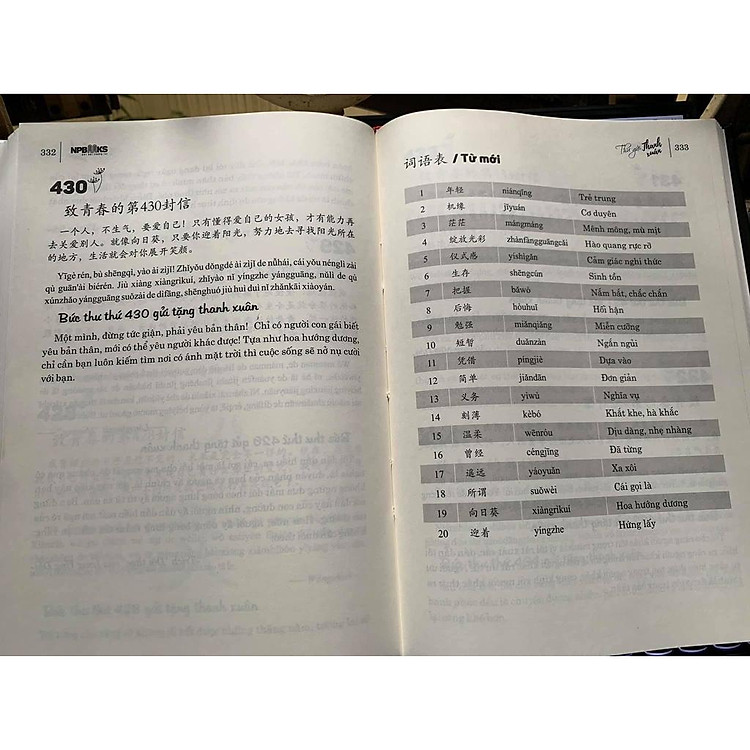 332 NPBOOKS
430
致青春的第430封信
一个人，不生气，要爱自己！只有懂得爱自己的女孩，才有能力再
去关爱别人。就像向日葵，只要你迎着阳光，努力地去寻找阳光所在
的地方，生活就会对你展开笑颜。
Yīgè rén, bù shēngqì, yào ài zìjǐ! Zhǐyǒu dǒngdé ài zìjǐ de nǚhái, cái yǒu nénglì zài
qù guān'ài biérén. Jiù xiàng xiàngrìkuí, zhǐyào nǐ yíngzhe yángguāng, nǔlì de qù
xúnzhǎo yángguāng suǒzài de dìfāng, shēnghuó jiù huì duì nǐ zhǎnkāi xiàoyán.
Bức thư thứ 430 gửi tặng thanh xuân
Một mình, đừng tức giận, phải yêu bản thân! Chỉ có người con gái biết
yêu bản thân, mới có thể yêu người khác được! Tựa như hoa hướng dương,
chỉ cần bạn luôn kiếm tìm nơi có ánh mặt trời thì cuộc sống sẽ nở nụ cười
với bạn.
Thư gửi Thanh xuân 333
词语表 / Từ mới
1 年轻 niánqīng Trẻ trung
2 机缘 jīyuán Cơ duyên
3 茫茫 mángmáng Mênh mông, mù mịt
4 绽放光彩 zhànfàngguāngcǎi Hào quang rực rỡ
5 仪式感 yíshìgǎn Cảm giác nghi thức
6 生存 shēngcún Sinh tồn
7 把握 bǎwò Nắm bắt, chắc chắn
8 后悔 hòuhuǐ Hối hận
9 勉强 miǎnqiǎng Miễn cưỡng
10 短暂 duǎnzàn Ngắn ngủi
11 凭借 píngjiè Dựa vào
12 简单 jiǎndān Đơn giản
13 义务 yìwù Nghĩa vụ
14 刻薄 kèbó Khắt khe, hà khắc
15 温柔 wēnróu Dịu dàng, nhẹ nhàng
16 曾经 céngjīng Đã từng
17 遥远 yáoyuǎn Xa xôi
18 所谓 suǒwèi Cái gọi là
19 向日葵 xiàngrìkuí Hoa hướng dương
20 迎着 yíngzhe Hứng lấy